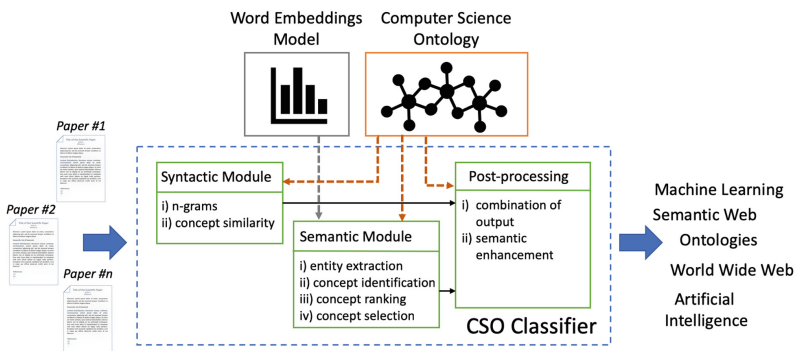 Word Embeddings
Model
Computer Science
Ontology
Paper #1
Paper #2
Paper #n
Syntactic Module
i) n-grams
ii) concept similarity
Semantic Module
i) entity extraction
ii) concept identification
iii) concept ranking
iv) concept selection
Post-processing
i) combination of
output
ii) semantic
enhancement
CSO Classifier
Machine Learning
Semantic Web
Ontologies
World Wide Web
Artificial
Intelligence